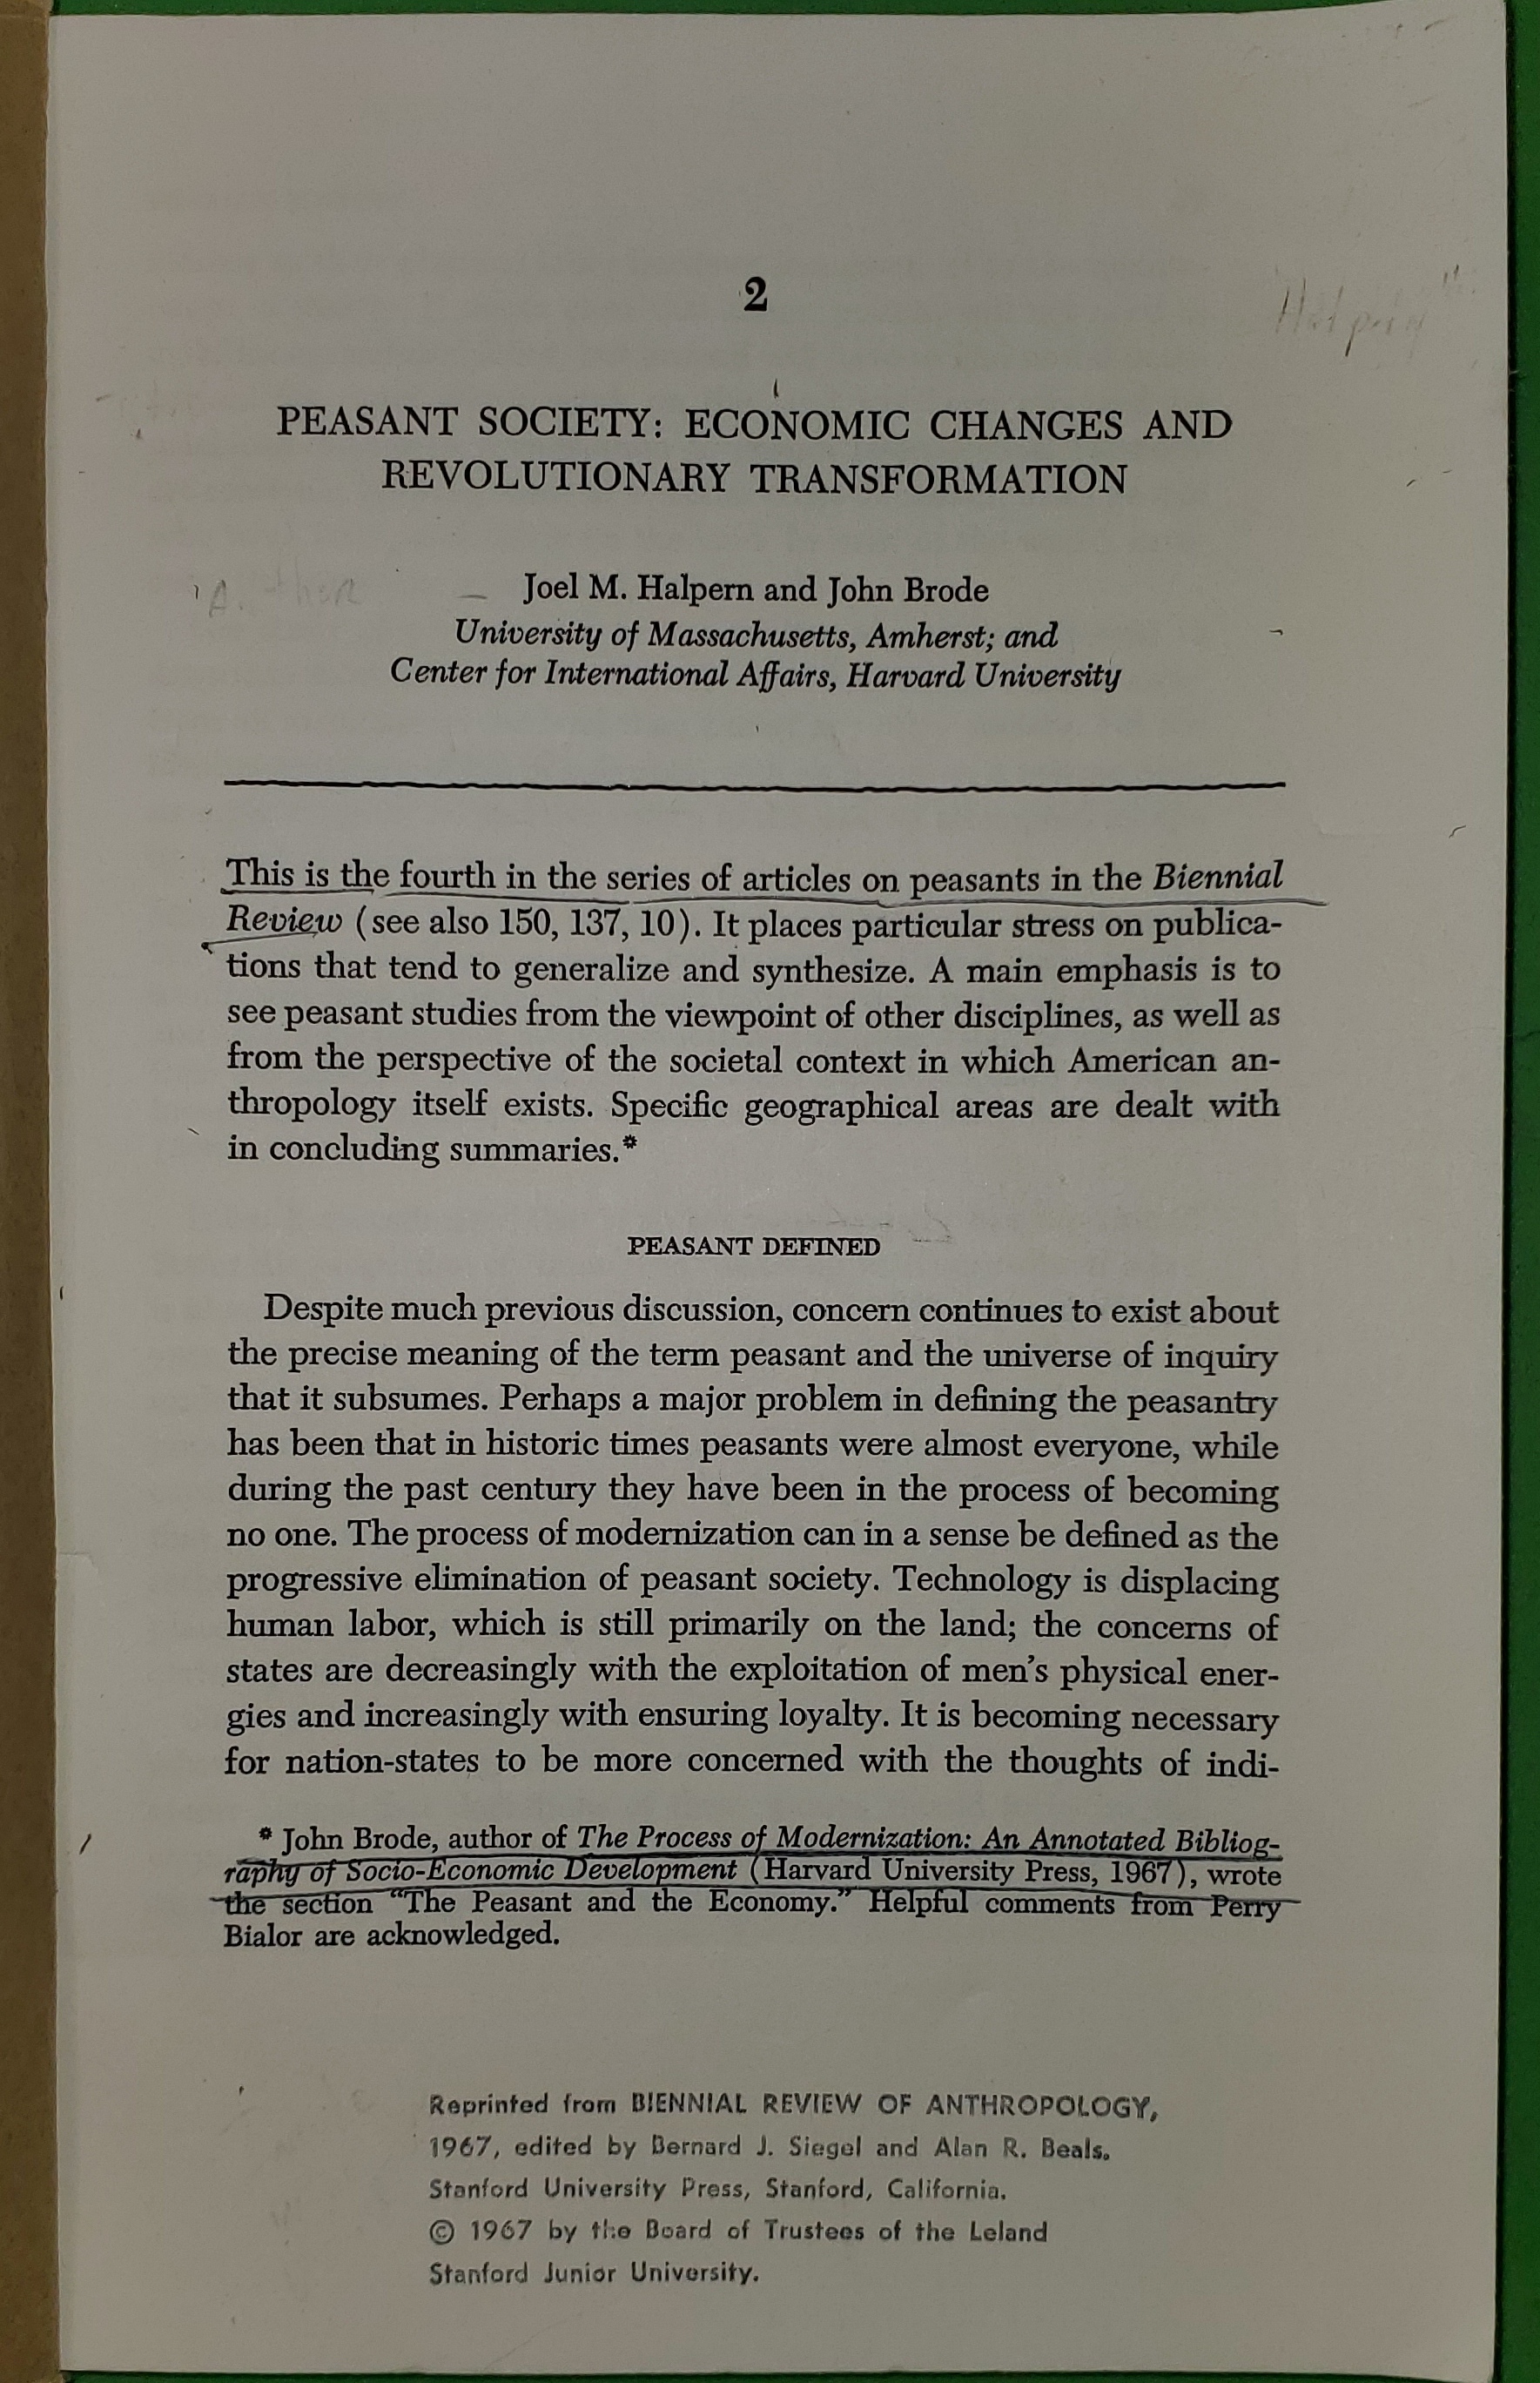 2
Halpern
PEASANT SOCIETY: ECONOMIC CHANGES AND
REVOLUTIONARY TRANSFORMATION
Joel M. Halpern and John Brode
University of Massachusetts, Amherst; and
Center for International Affairs, Harvard University
This is the fourth in the series of articles on peasants in the Biennial
Review (see also 150, 137, 10). It places particular stress on publica-
tions that tend to generalize and synthesize. A main emphasis is to
see peasant studies from the viewpoint of other disciplines, as well as
from the perspective of the societal context in which American an-
thropology itself exists. Specific geographical areas are dealt with
in concluding summaries.*
PEASANT DEFINED
Despite much previous discussion, concern continues to exist about
the precise meaning of the term peasant and the universe of inquiry
that it subsumes. Perhaps a major problem in defining the peasantry
has been that in historic times peasants were almost everyone, while
during the past century they have been in the process of becoming
no one. The process of modernization can in a sense be defined as the
progressive elimination of peasant society. Technology is displacing
human labor, which is still primarily on the land; the concerns of
states are decreasingly with the exploitation of men's physical ener-
gies and increasingly with ensuring loyalty. It is becoming necessary
for nation-states to be more concerned with the thoughts of indi-
* John Brode, author of The Process of Modernization: An Annotated Bibliog-
raphy of Socio-Economic Development (Harvard University Press, 1967), wrote
the section "The Peasant and the Economy." Helpful comments from Perry
Bialor are acknowledged.
Reprinted from BIENNIAL REVIEW OF ANTHROPOLOGY,
1967, edited by Bernard J. Siegel and Alan R. Beals.
Stanford University Press, Stanford, California.
© 1967 by the Board of Trustees of the Leland
Stanford Junior University.